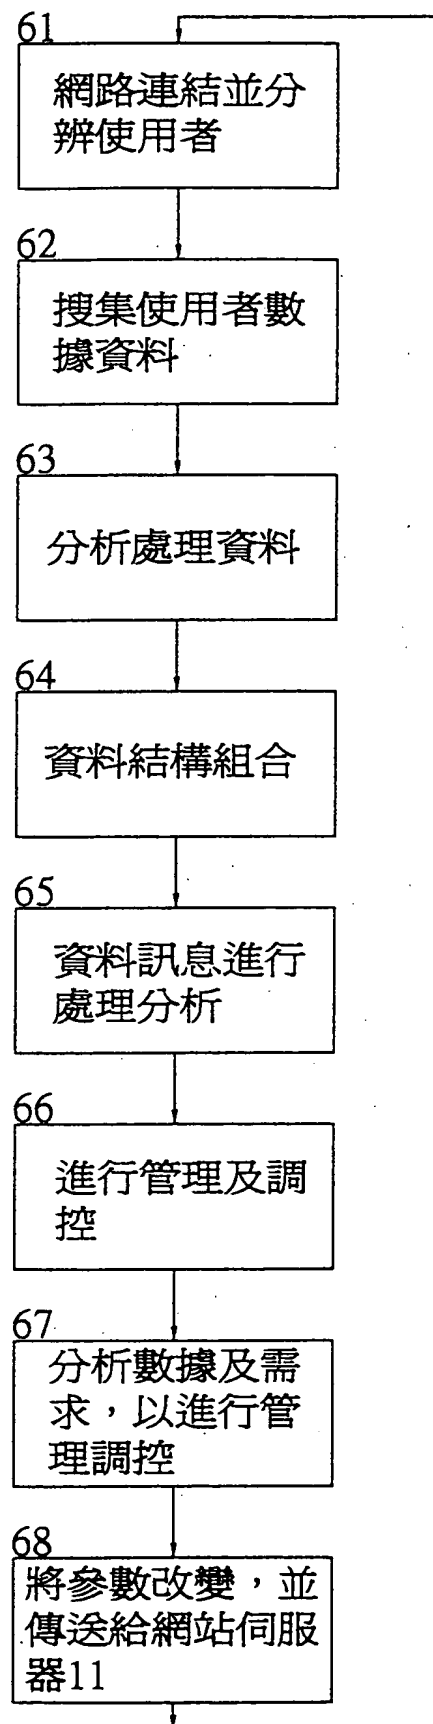 61
網路連結並分
辨使用者
62
搜集使用者數
據資料
63
分析處理資料
64
資料結構組合
65
資料訊息進行
處理分析
66
進行管理及調
控
67
分析數據及需
求，以進行管
理調控
68
將參數改變，並
傳送給網站伺服
器11